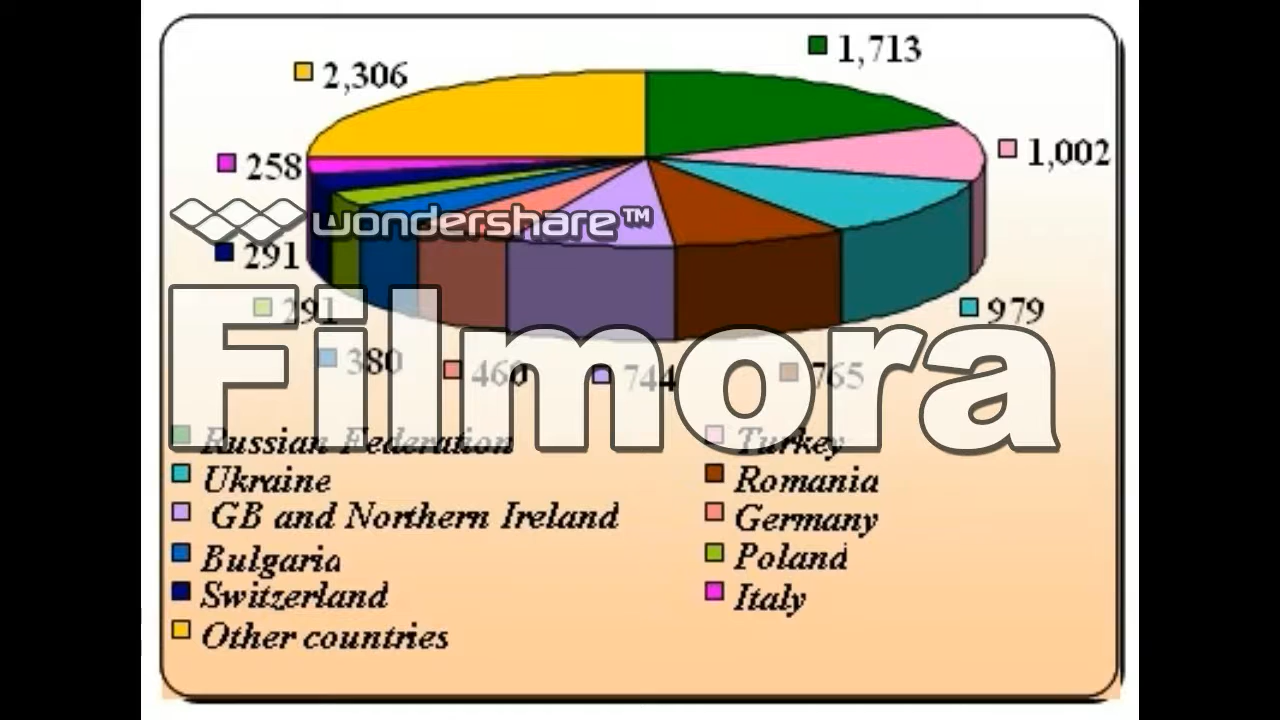 1,713
2,306
1,002
258
wondershare™
291
291
979
380
460
744
765
Filmora
Russian Federation
Turkey
Ukraine
Romania
GB and Northern Ireland
Germany
Bulgaria
Poland
Switzerland
Italy
Other countries